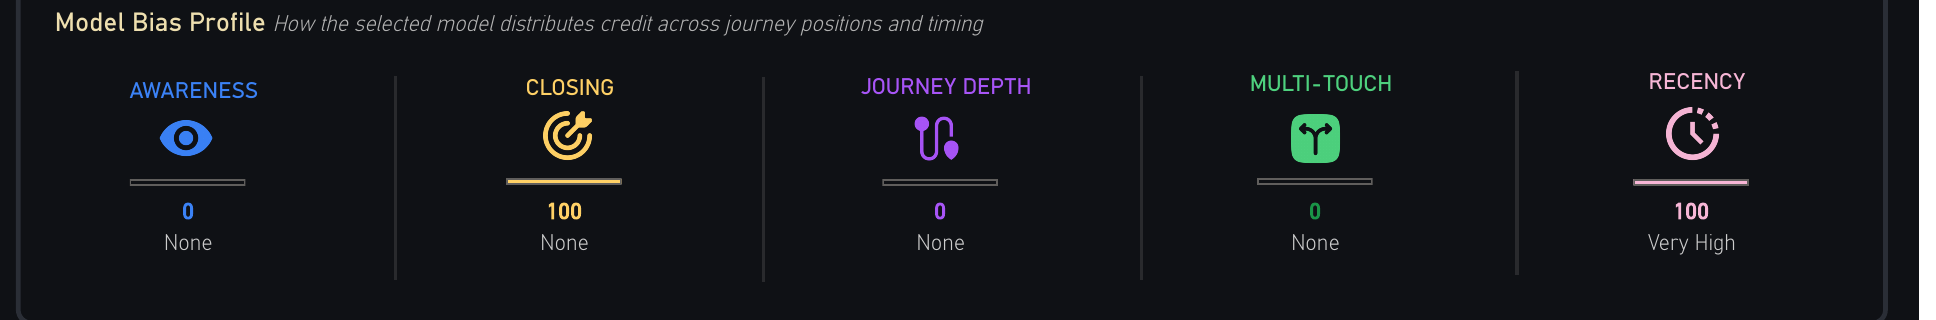 Model Bias Profile How the selected model distributes credit across journey positions and timing
AWARENESS
0
None
CLOSING
100
None
JOURNEY DEPTH
0
None
MULTI-TOUCH
0
None
RECENCY
100
Very High